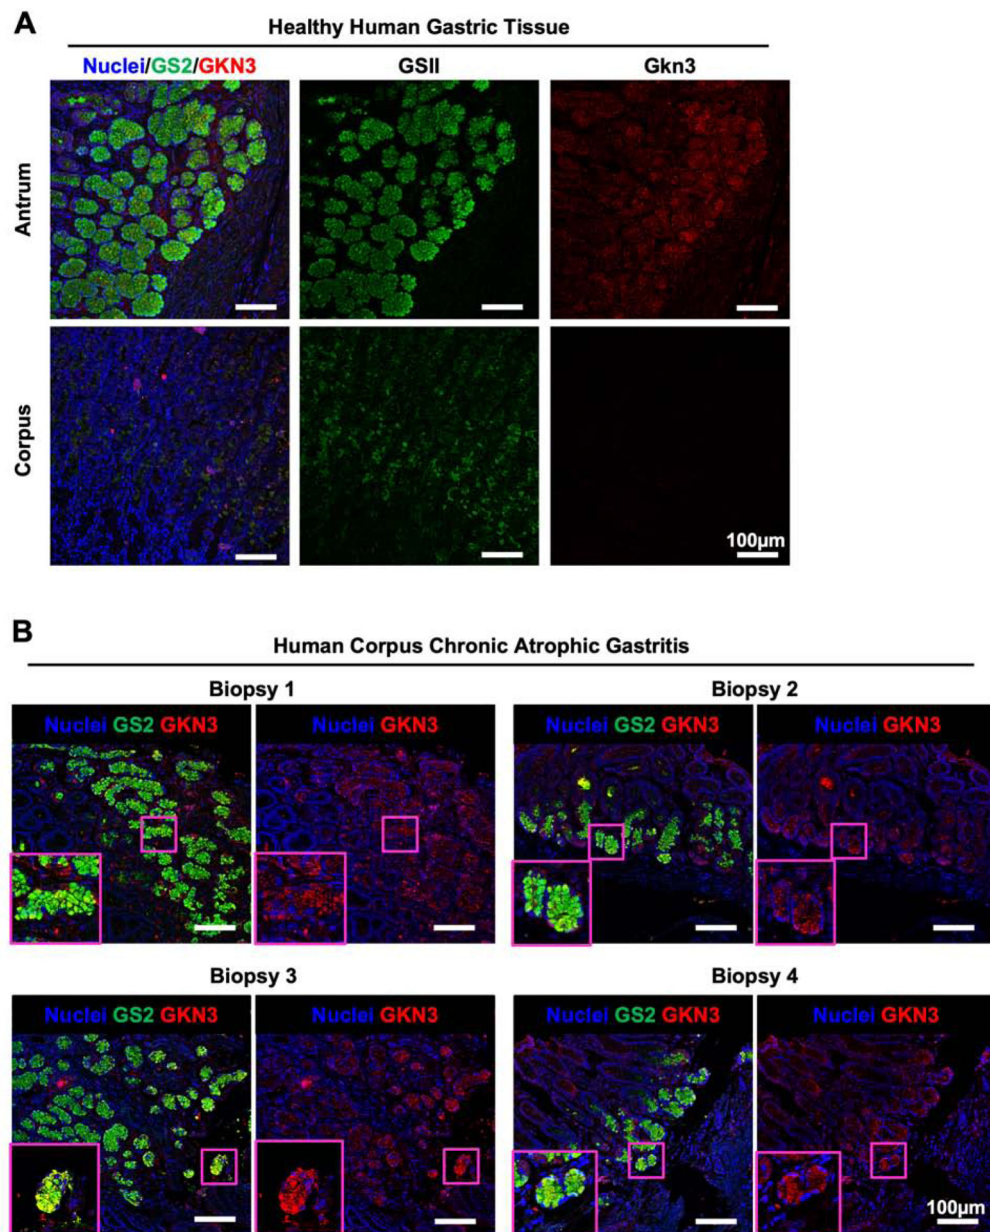 A
Healthy Human Gastric Tissue
Nuclei/GS2/GKN3 GSII Gkn3
Antrum
Corpus
100µm
B
Human Corpus Chronic Atrophic Gastritis
Biopsy 1 Biopsy 2
Nuclei GS2 GKN3 Nuclei GKN3 Nuclei GS2 GKN3 Nuclei GKN3
Biopsy 3 Biopsy 4
Nuclei GS2 GKN3 Nuclei GKN3 Nuclei GS2 GKN3 Nuclei GKN3
100µm